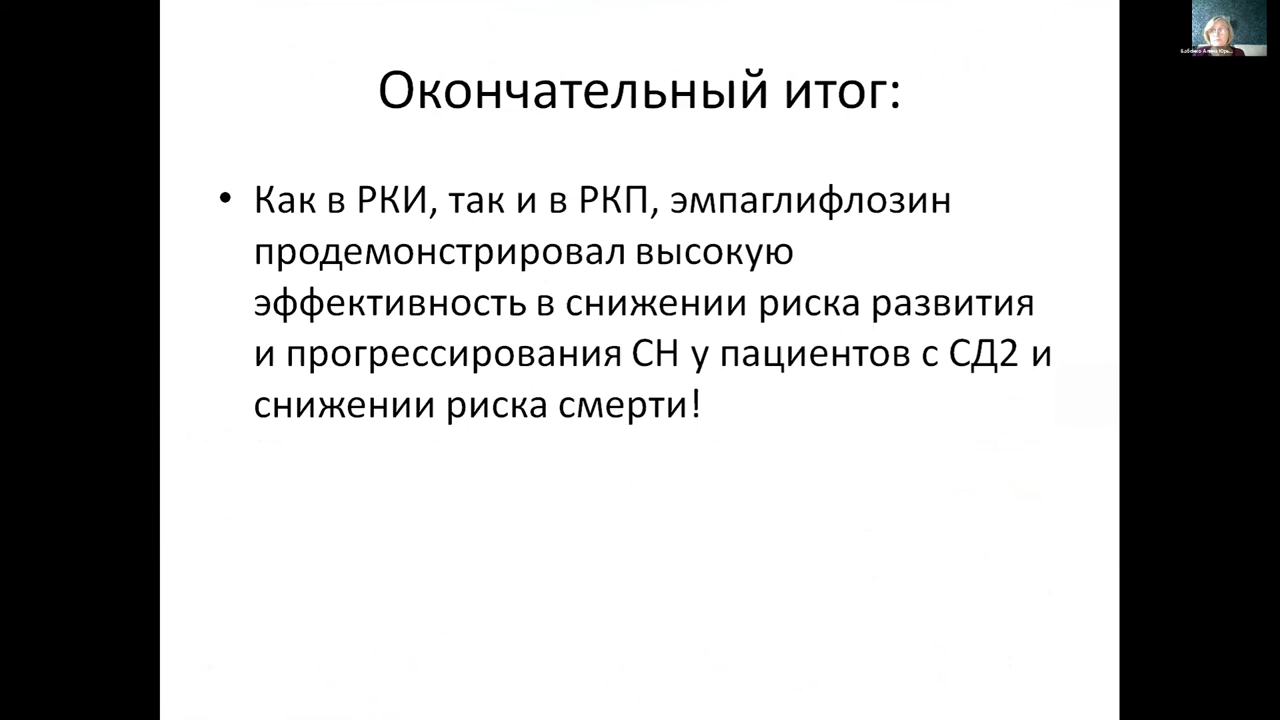 Окончательный итог:
• Как в РКИ, так и в РКП, эмпаглифлозин
продемонстрировал высокую
эффективность в снижении риска развития
и прогрессирования СН у пациентов с СД2 и
снижении риска смерти!